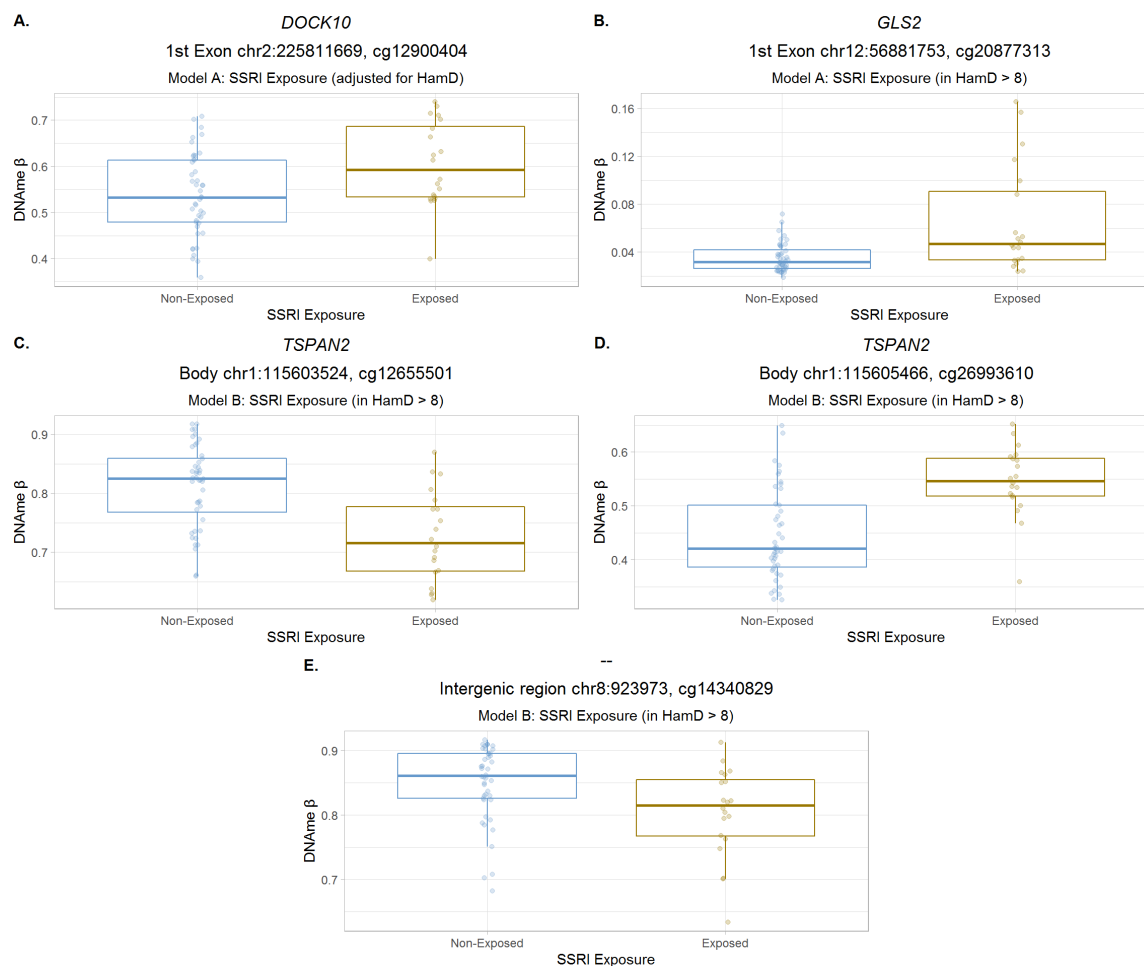 A.
DOCK10
1st Exon chr2:225811669, cg12900404
Model A: SSRI Exposure (adjusted for HamD)
DNAme β
0.7
0.6
0.5
0.4
Non-Exposed
Exposed
SSRI Exposure
B.
GLS2
1st Exon chr12:56881753, cg20877313
Model A: SSRI Exposure (in HamD > 8)
DNAme β
0.16
0.12
0.08
0.04
Non-Exposed
Exposed
SSRI Exposure
C.
TSPAN2
Body chr1:115603524, cg12655501
Model B: SSRI Exposure (in HamD > 8)
DNAme β
0.9
0.8
0.7
Non-Exposed
Exposed
SSRI Exposure
D.
TSPAN2
Body chr1:115605466, cg26993610
Model B: SSRI Exposure (in HamD > 8)
DNAme β
0.6
0.5
0.4
Non-Exposed
Exposed
SSRI Exposure
E.
--
Intergenic region chr8:923973, cg14340829
Model B: SSRI Exposure (in HamD > 8)
DNAme β
0.9
0.8
0.7
Non-Exposed
Exposed
SSRI Exposure